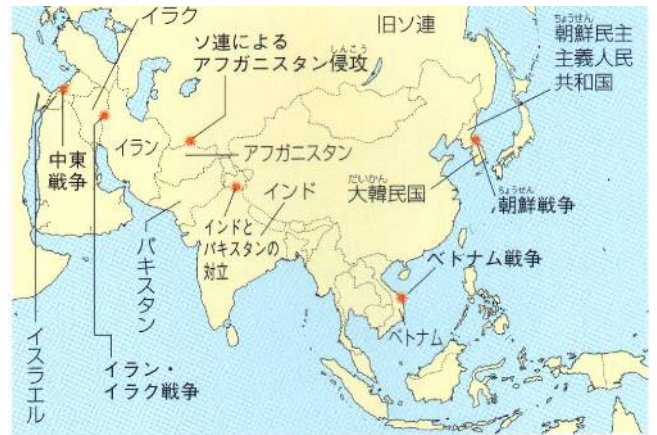 イラク
旧ソ連
ソ連による
しんこう
アフガニスタン侵攻
ちょうせん
朝鮮民主
主義人民
共和国
中東
戦争
イラン
アフガニスタン
だいかん
大韓民国
ちょうせん
朝鮮戦争
インド
インドと
パキスタンの
対立
パキスタン
ベトナム戦争
ベトナム
イスラエル
イラン・
イラク戦争